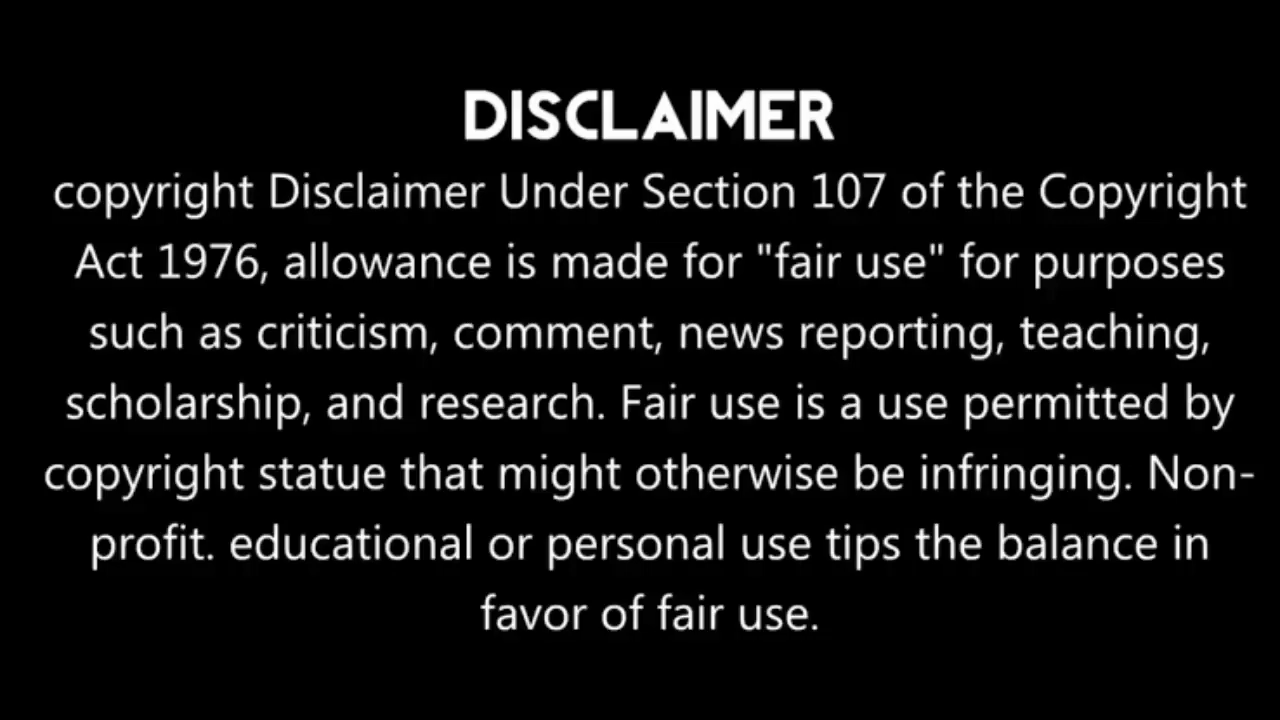 DISCLAIMER
copyright Disclaimer Under Section 107 of the Copyright
Act 1976, allowance is made for "fair use" for purposes
such as criticism, comment, news reporting, teaching,
scholarship, and research. Fair use is a use permitted by
copyright statue that might otherwise be infringing. Non-
profit. educational or personal use tips the balance in
favor of fair use.